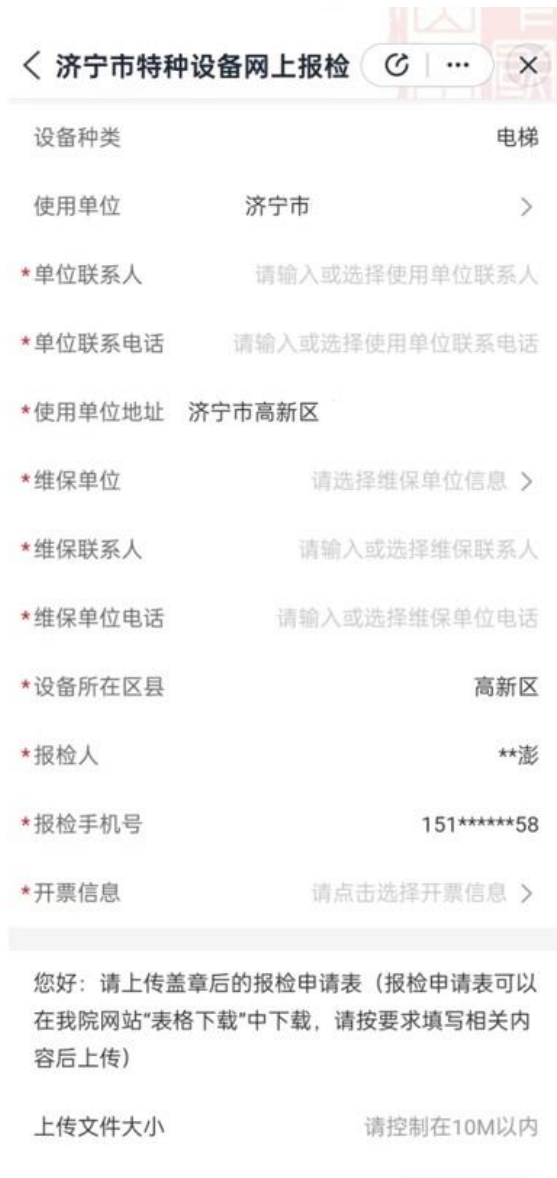 济宁市特种设备网上报检
设备种类 电梯
使用单位 济宁市
*单位联系人 请输入或选择使用单位联系人
*单位联系电话 请输入或选择使用单位联系电话
*使用单位地址 济宁市高新区
*维保单位 请选择维保单位信息
*维保联系人 请输入或选择维保联系人
*维保单位电话 请输入或选择维保单位电话
*设备所在区县 高新区
*报检人 **澎
*报检手机号 151******58
*开票信息 请点击选择开票信息
您好：请上传盖章后的报检申请表（报检申请表可以
在我院网站“表格下载”中下载，请按要求填写相关内
容后上传）
上传文件大小 请控制在10M以内